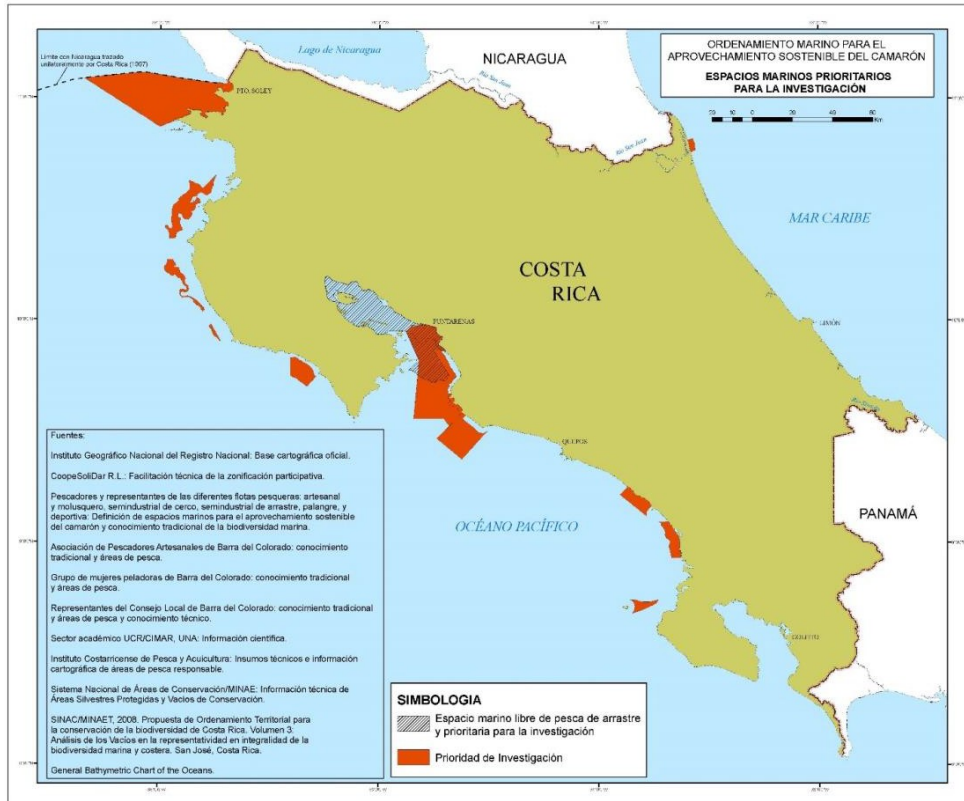 ORDENAMIENTO MARINO PARA EL
APROVECHAMIENTO SOSTENIBLE DEL CAMARÓN
ESPACIOS MARINOS PRIORITARIOS
PARA LA INVESTIGACIÓN
Km
Límite con Nicaragua trazado
unilateralmente por Costa Rica (1997)
Lago de Nicaragua
NICARAGUA
Río San Juan
Río San Juan
PTO. SOLEY
MAR CARIBE
COSTA
RICA
PUNTARENAS
LIMÓN
QUEPOS
OCÉANO PACÍFICO
PANAMÁ
Fuentes:
Instituto Geográfico Nacional del Registro Nacional: Base cartográfica oficial.
CoopeSoliDar R.L.: Facilitación técnica de la zonificación participativa.
Pescadores y representantes de las diferentes flotas pesqueras: artesanal
y molusquero, semindustrial de cerco, semindustrial de arrastre, palangre, y
deportiva: Definición de espacios marinos para el aprovechamiento sostenible
del camarón y conocimiento tradicional de la biodiversidad marina.
Asociación de Pescadores Artesanales de Barra del Colorado: conocimiento
tradicional y áreas de pesca.
Grupo de mujeres peladoras de Barra del Colorado: conocimiento tradicional
y áreas de pesca.
Representantes del Consejo Local de Barra del Colorado: conocimiento tradicional
y áreas de pesca y conocimiento técnico.
Sector académico UCR/CIMAR, UNA: Información científica.
Instituto Costarricense de Pesca y Acuicultura: Insumos técnicos e información
cartográfica de áreas de pesca responsable.
Sistema Nacional de Áreas de Conservación/MINAE: Información técnica de
Áreas Silvestres Protegidas y Vacíos de Conservación.
SINAC/MINAET, 2008. Propuesta de Ordenamiento Territorial para
la conservación de la biodiversidad de Costa Rica. Volumen 3:
Análisis de los Vacíos en la representatividad en integralidad de la
biodiversidad marina y costera. San José, Costa Rica.
General Bathymetric Chart of the Oceans.
SIMBOLOGIA
Espacio marino libre de pesca de arrastre
y prioritaria para la investigación
Prioridad de Investigación